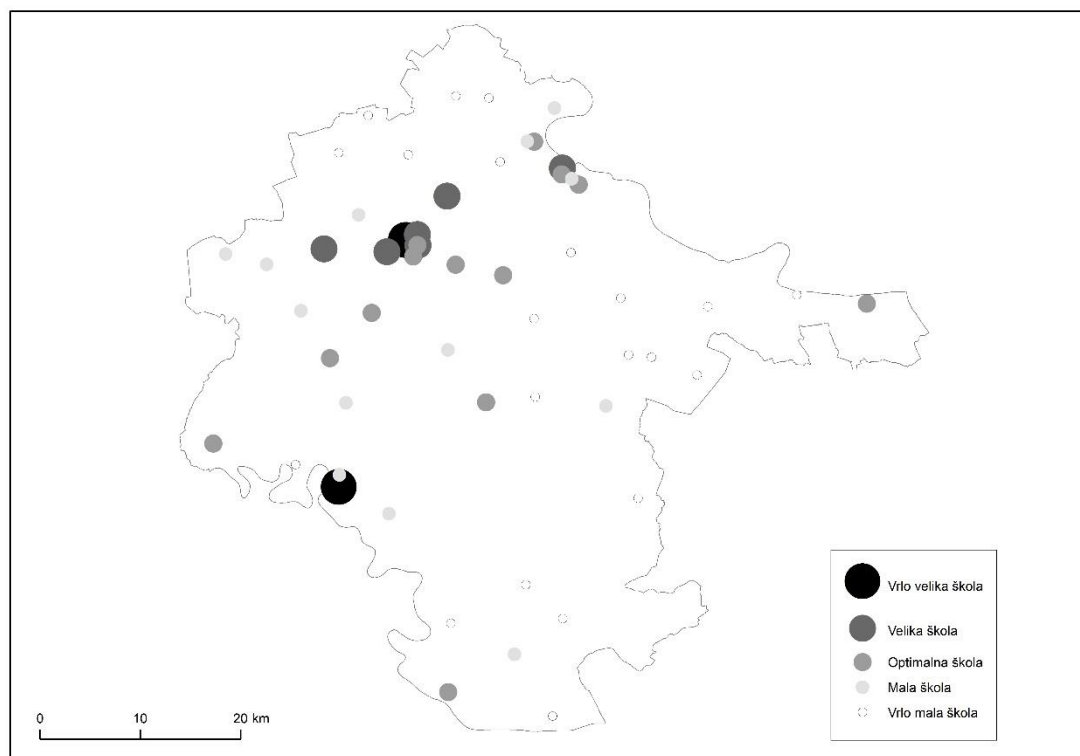 Vrlo velika škola
Velika škola
Optimalna škola
Mala škola
Vrlo mala škola
0 10 20 km